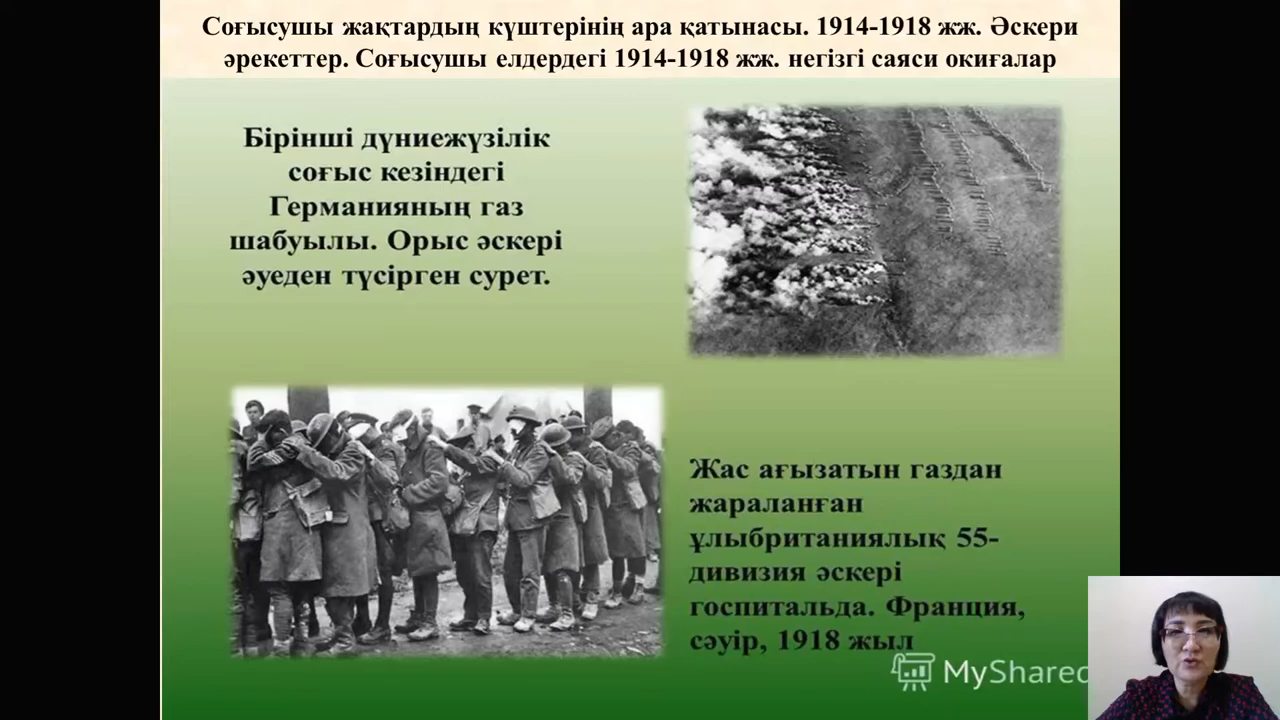 Соғысушы жақтардың күштерінің ара қатынасы. 1914-1918 жж. Әскери
әрекеттер. Соғысушы елдердегі 1914-1918 жж. негізгі саяси окиғалар
Бірінші дүниежүзілік
соғыс кезіндегі
Германияның газ
шабуылы. Орыс әскері
әуеден түсірген сурет.
Жас ағызатын газдан
жараланған
ұлыбританиялық 55-
дивизия әскері
госпитальда. Франция,
сәуір, 1918 жыл
MyShared